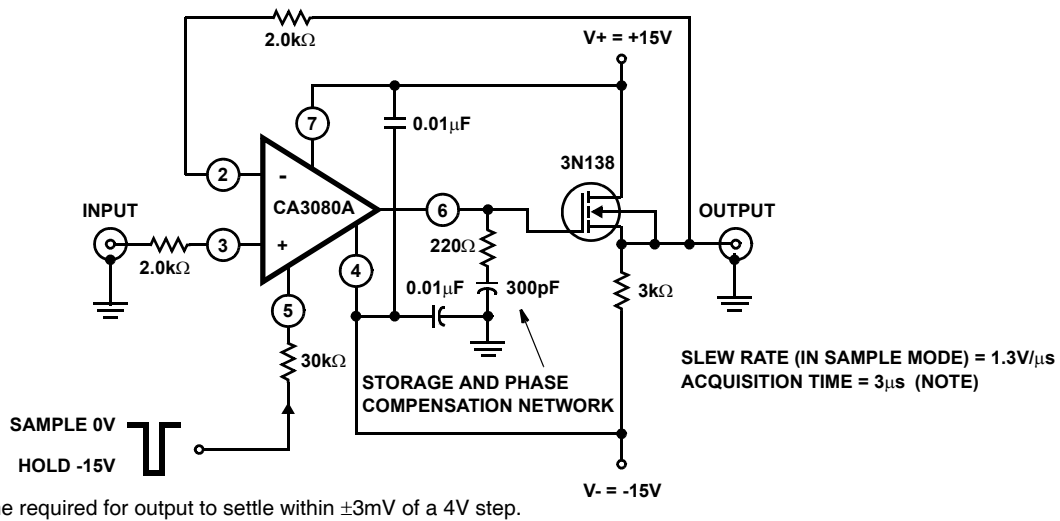 2.0kΩ
V+ = +15V
7
0.01μF
3N138
2
-
CA3080A
6
INPUT
OUTPUT
3
+
220Ω
2.0kΩ
4
0.01μF
300pF
3kΩ
5
30kΩ
SLEW RATE (IN SAMPLE MODE) = 1.3V/μs
ACQUISITION TIME = 3μs (NOTE)
STORAGE AND PHASE
COMPENSATION NETWORK
SAMPLE 0V
HOLD -15V
V- = -15V
required for output to settle within ±3mV of a 4V step.